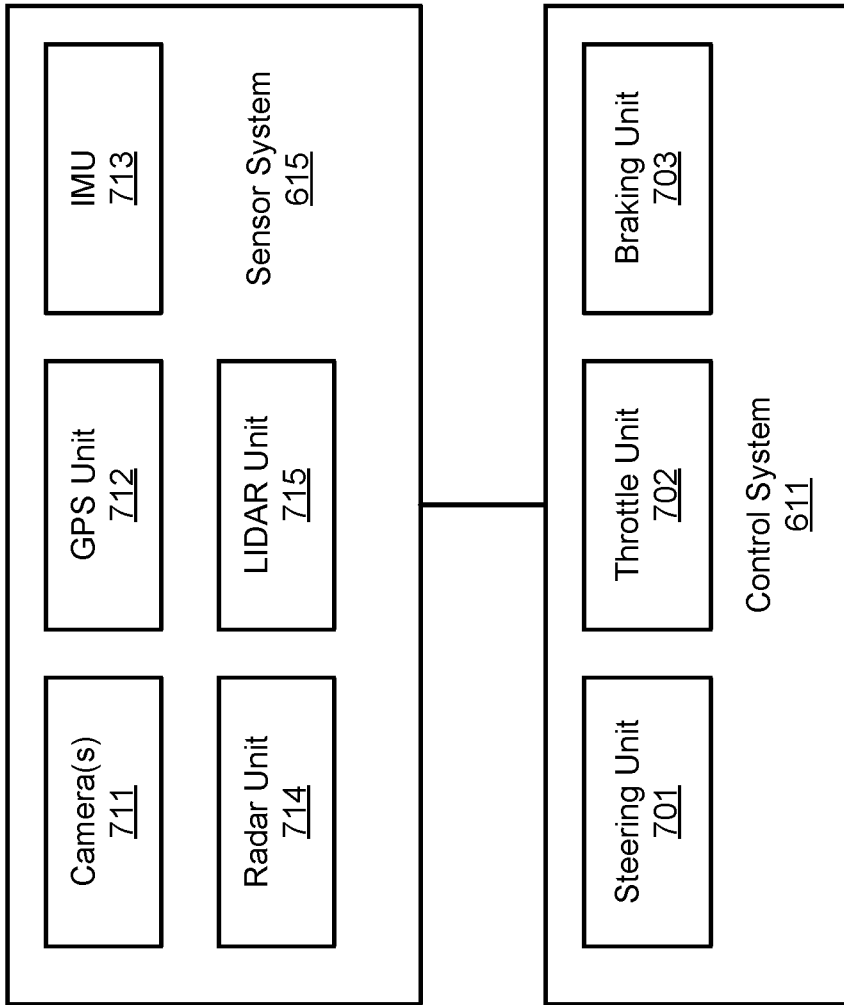 Camera(s)
711
GPS Unit
712
IMU
713
Radar Unit
714
LIDAR Unit
715
Sensor System
615
Steering Unit
701
Throttle Unit
702
Braking Unit
703
Control System
611